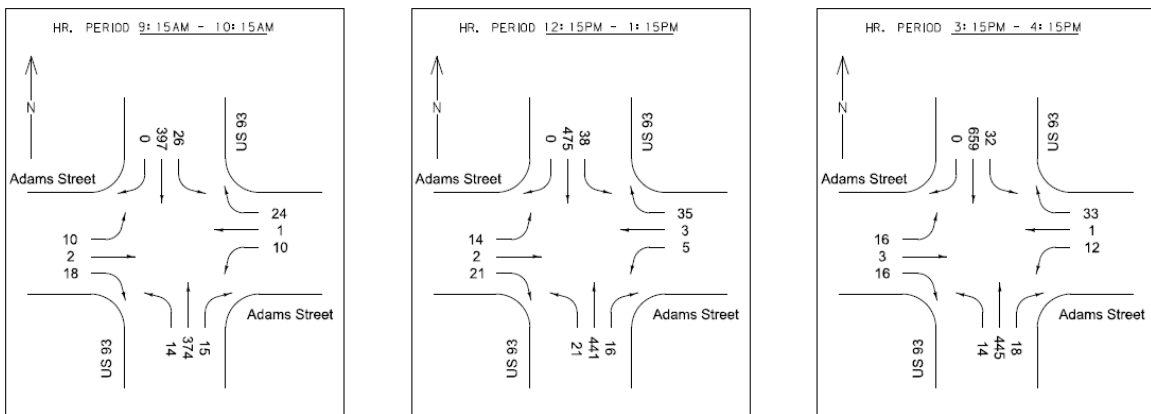 HR. PERIOD 9:15AM - 10:15AM
N
US 93
0
397
26
Adams Street
24
1
10
10
2
18
Adams Street
14
374
15
US 93
HR. PERIOD 12:15PM - 1:15PM
N
US 93
0
475
38
Adams Street
35
3
5
14
2
21
Adams Street
21
441
16
US 93
HR. PERIOD 3:15PM - 4:15PM
N
US 93
0
659
32
Adams Street
33
1
12
16
3
16
Adams Street
14
445
18
US 93